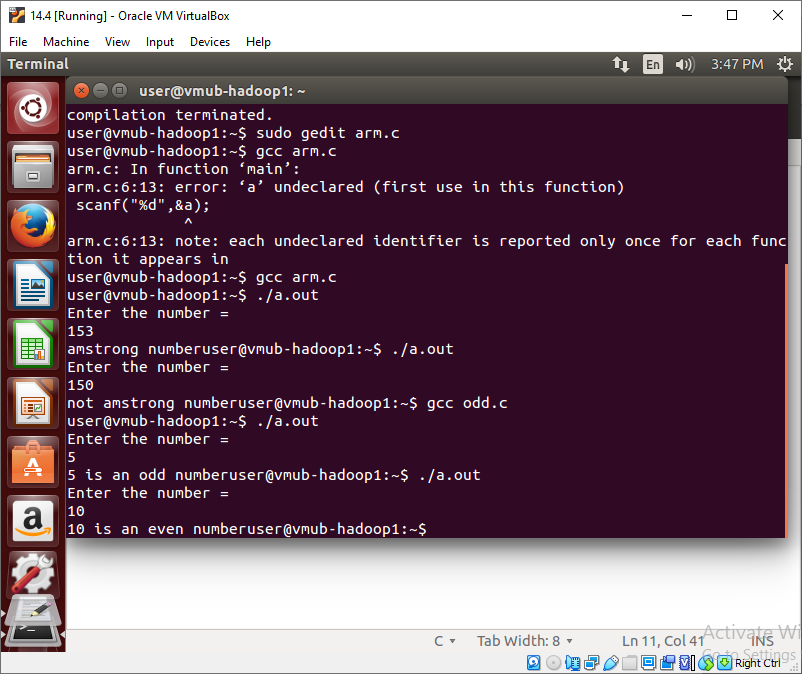 14.4 [Running] - Oracle VM VirtualBox
File Machine View Input Devices Help
Terminal En 3:47 PM
user@vmub-hadoop1: ~
compilation terminated.
user@vmub-hadoop1:~$ sudo gedit arm.c
user@vmub-hadoop1:~$ gcc arm.c
arm.c: In function ‘main’:
arm.c:6:13: error: ‘a’ undeclared (first use in this function)
scanf("%d",&a);
^
arm.c:6:13: note: each undeclared identifier is reported only once for each func
tion it appears in
user@vmub-hadoop1:~$ gcc arm.c
user@vmub-hadoop1:~$ ./a.out
Enter the number =
153
amstrong numberuser@vmub-hadoop1:~$ ./a.out
Enter the number =
150
not amstrong numberuser@vmub-hadoop1:~$ gcc odd.c
user@vmub-hadoop1:~$ ./a.out
Enter the number =
5
5 is an odd numberuser@vmub-hadoop1:~$ ./a.out
Enter the number =
10
10 is an even numberuser@vmub-hadoop1:~$
C Tab Width: 8 Ln 11, Col 41 INS
Activate Wi
Go to Settings
Right Ctrl